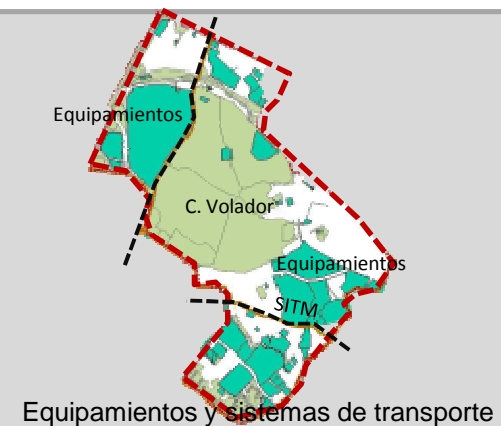 Equipamientos
C. Volador
Equipamientos
SITM
Equipamientos y sistemas de transporte